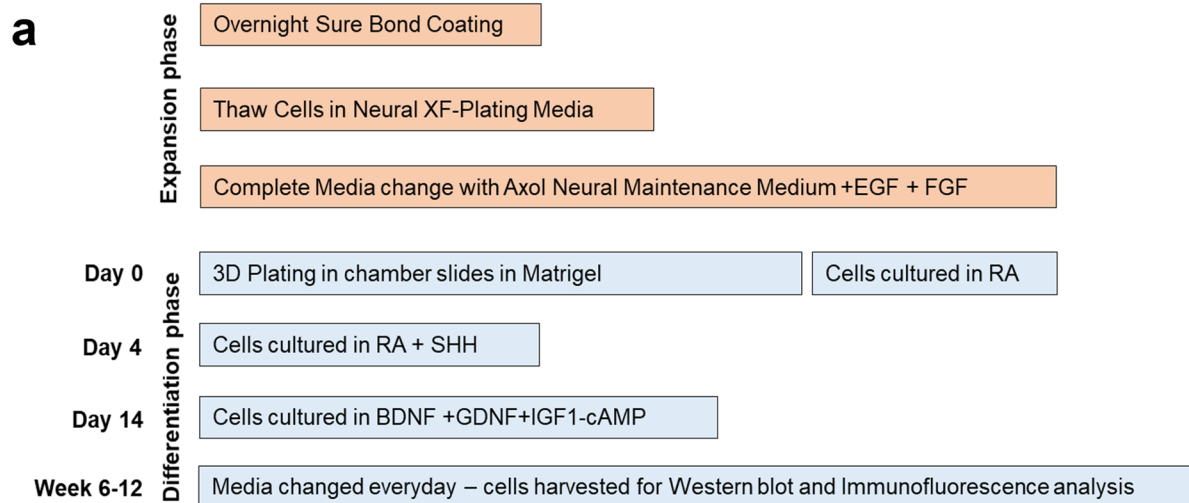 a
Expansion phase
Overnight Sure Bond Coating
Thaw Cells in Neural XF-Plating Media
Complete Media change with Axol Neural Maintenance Medium +EGF + FGF
Differentiation phase
Day 0
3D Plating in chamber slides in Matrigel
Cells cultured in RA
Day 4
Cells cultured in RA + SHH
Day 14
Cells cultured in BDNF +GDNF+IGF1-cAMP
Week 6-12
Media changed everyday – cells harvested for Western blot and Immunofluorescence analysis